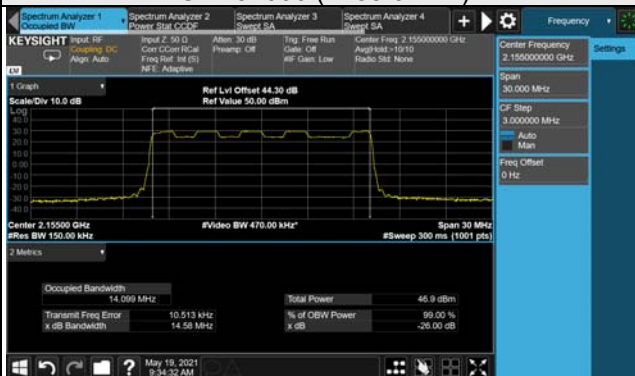 Spectrum Analyzer 1
Occupied BW
Spectrum Analyzer 2
Power Stat CCDF
Spectrum Analyzer 3
Swept SA
Spectrum Analyzer 4
Swept SA
Frequency
KEYSIGHT
Input: RF
Coupling: DC
Align: Auto
Input Z: 50 Ω
Corr CCorr RCal
Freq Ref: Int (S)
NFE: Adaptive
Atten: 30 dB
Preamp: Off
Trig: Free Run
Gate: Off
#IF Gain: Low
Center Freq: 2.155000000 GHz
Avg|Hold:>10/10
Radio Std: None
Center Frequency
2.155000000 GHz
Settings
Span
30.000 MHz
CF Step
3.000000 MHz
Auto
Man
Freq Offset
0 Hz
1 Graph
Scale/Div 10.0 dB
Ref Lvl Offset 44.30 dB
Ref Value 50.00 dBm
Log
40.0
30.0
20.0
10.0
0.00
-10.0
-20.0
-30.0
-40.0
Center 2.15500 GHz
#Res BW 150.00 kHz
#Video BW 470.00 kHz*
Span 30 MHz
#Sweep 300 ms (1001 pts)
2 Metrics
Occupied Bandwidth
14.099 MHz
Total Power
46.9 dBm
Transmit Freq Error
10.513 kHz
% of OBW Power
99.00 %
x dB Bandwidth
14.58 MHz
x dB
-26.00 dB
May 19, 2021
9:34:32 AM